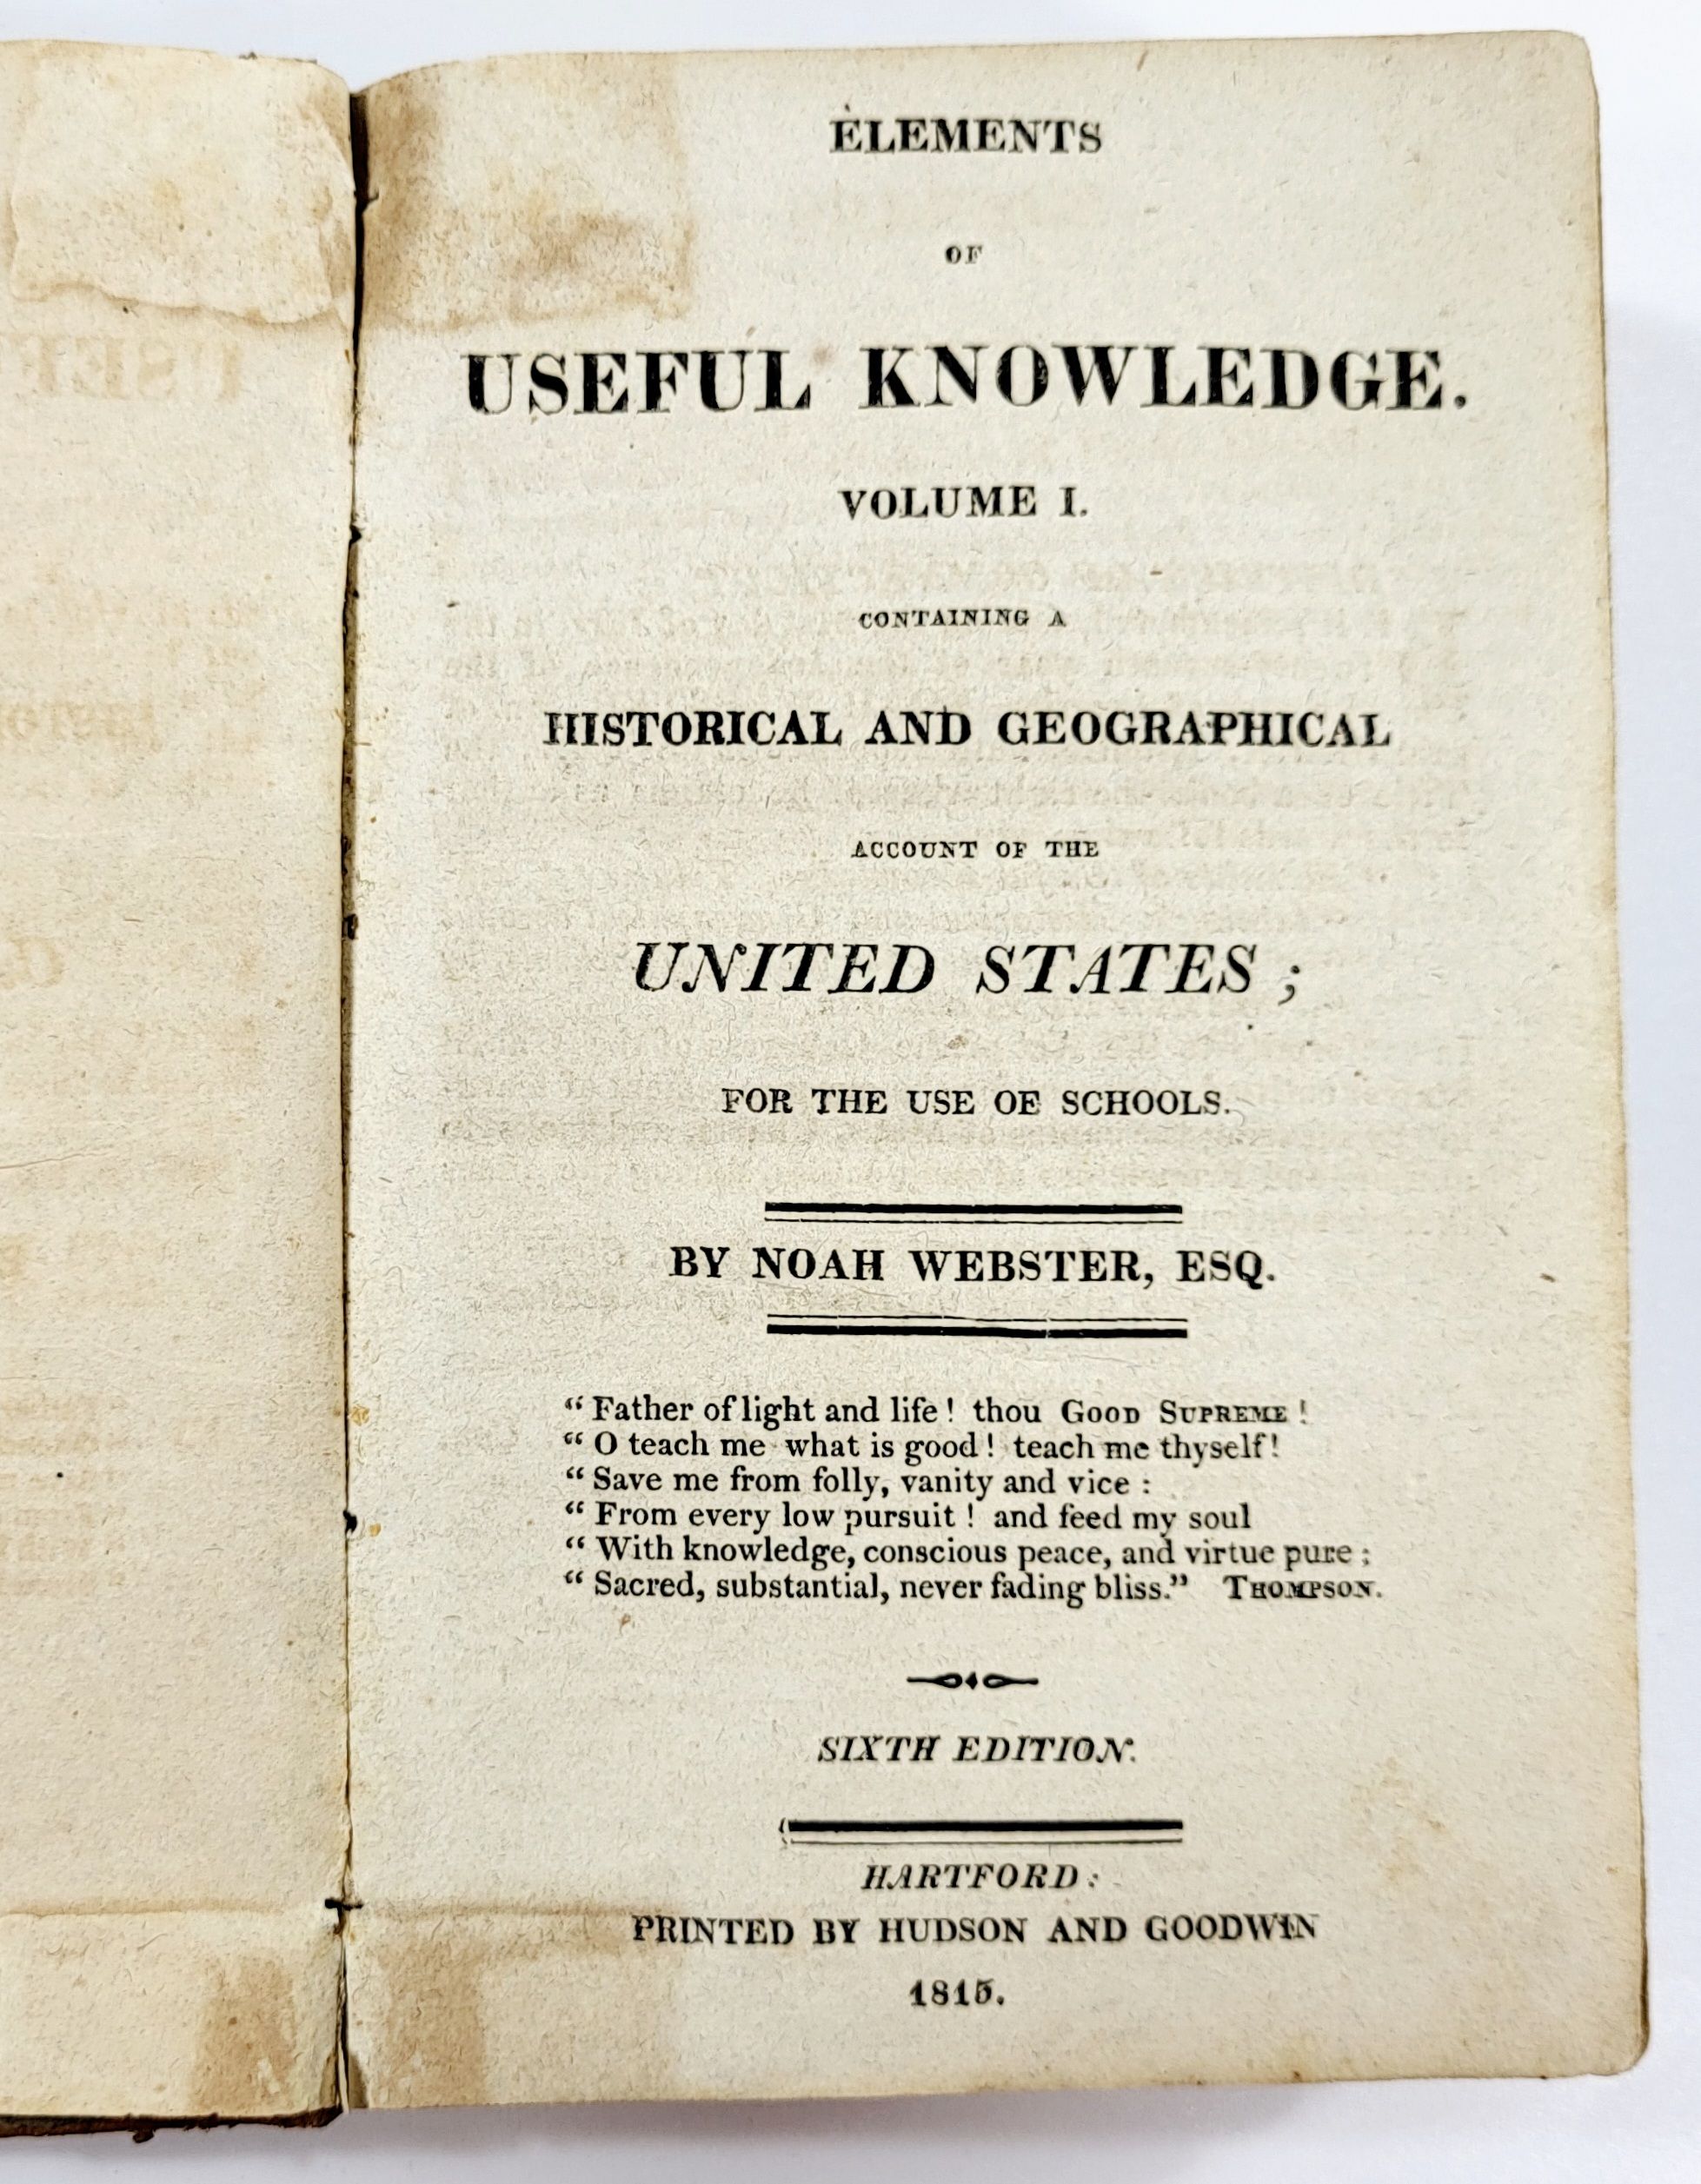 ELEMENTS
OF
USEFUL KNOWLEDGE.
VOLUME I.
CONTAINING A
HISTORICAL AND GEOGRAPHICAL
ACCOUNT OF THE
UNITED STATES ;
FOR THE USE OF SCHOOLS.
BY NOAH WEBSTER, ESQ.
“ Father of light and life ! thou GOOD SUPREME !
“ O teach me what is good ! teach me thyself !
“ Save me from folly, vanity and vice :
“ From every low pursuit ! and feed my soul
“ With knowledge, conscious peace, and virtue pure ;
“ Sacred, substantial, never fading bliss.” THOMPSON.
SIXTH EDITION.
HARTFORD :
PRINTED BY HUDSON AND GOODWIN
1815.